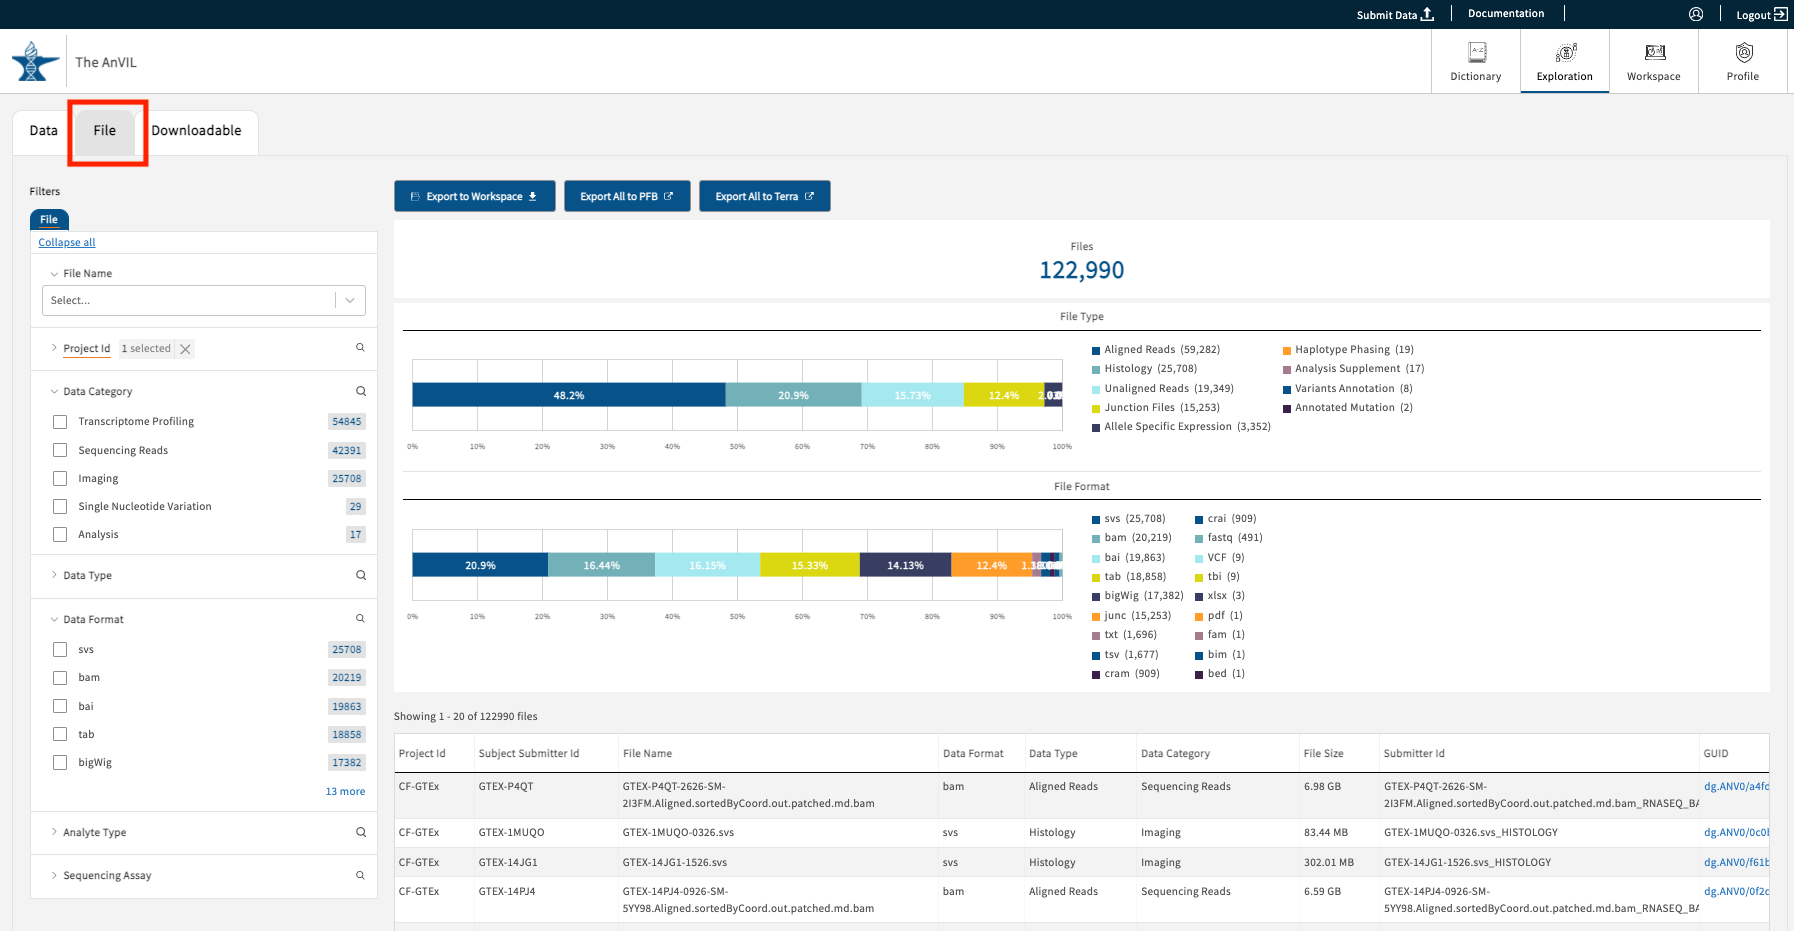 Submit Data
Documentation
Logout
The AnVIL
Dictionary
Exploration
Workspace
Profile
Data
File
Downloadable
Filters
File
Collapse all
File Name
Select...
Project Id 1 selected
Data Category
Transcriptome Profiling 54845
Sequencing Reads 42391
Imaging 25708
Single Nucleotide Variation 29
Analysis 17
Data Type
Data Format
svs 25708
bam 20219
bai 19863
tab 18858
bigWig 17382
13 more
Analyte Type
Sequencing Assay
Export to Workspace
Export All to PFB
Export All to Terra
Files
122,990
File Type
48.2% 20.9% 15.73% 12.4%
0% 10% 20% 30% 40% 50% 60% 70% 80% 90% 100%
Aligned Reads (59,282)
Histology (25,708)
Unaligned Reads (19,349)
Junction Files (15,253)
Allele Specific Expression (3,352)
Haplotype Phasing (19)
Analysis Supplement (17)
Variants Annotation (8)
Annotated Mutation (2)
File Format
20.9% 16.44% 16.15% 15.33% 14.13% 12.4%
0% 10% 20% 30% 40% 50% 60% 70% 80% 90% 100%
svs (25,708)
bam (20,219)
bai (19,863)
tab (18,858)
bigWig (17,382)
junc (15,253)
txt (1,696)
tsv (1,677)
cram (909)
crai (909)
fastq (491)
VCF (9)
tbi (9)
xlsx (3)
pdf (1)
fam (1)
bim (1)
bed (1)
Showing 1 - 20 of 122990 files
Project Id Subject Submitter Id File Name Data Format Data Type Data Category File Size Submitter Id GUID
CF-GTEx GTEX-P4QT GTEX-P4QT-2626-SM- bam Aligned Reads Sequencing Reads 6.98 GB GTEX-P4QT-2626-SM- dg.ANV0/a4fd
2I3FM.Aligned.sortedByCoord.out.patched.md.bam 2I3FM.Aligned.sortedByCoord.out.patched.md.bam_RNASEQ_BA
CF-GTEx GTEX-1MUQO GTEX-1MUQO-0326.svs svs Histology Imaging 83.44 MB GTEX-1MUQO-0326.svs_HISTOLOGY dg.ANV0/0c0
CF-GTEx GTEX-14JG1 GTEX-14JG1-1526.svs svs Histology Imaging 302.01 MB GTEX-14JG1-1526.svs_HISTOLOGY dg.ANV0/f61b
CF-GTEx GTEX-14PJ4 GTEX-14PJ4-0926-SM- bam Aligned Reads Sequencing Reads 6.59 GB GTEX-14PJ4-0926-SM- dg.ANV0/0f2c
5YY98.Aligned.sortedByCoord.out.patched.md.bam 5YY98.Aligned.sortedByCoord.out.patched.md.bam_RNASEQ_BA